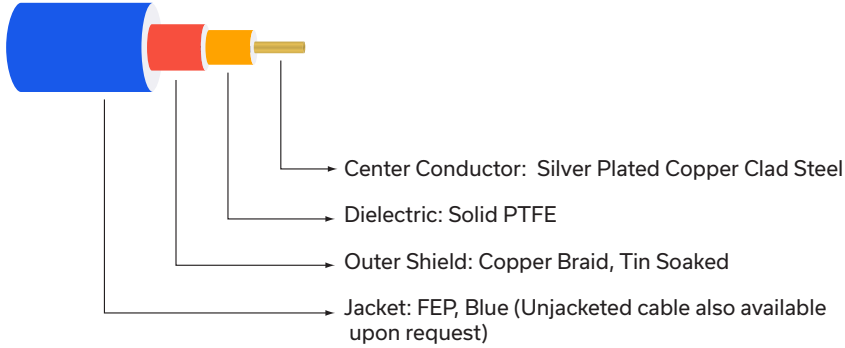 Center Conductor:  Silver Plated Copper Clad Steel
Dielectric: Solid PTFE
Outer Shield: Copper Braid, Tin Soaked
Jacket: FEP, Blue (Unjacketed cable also available
upon request)